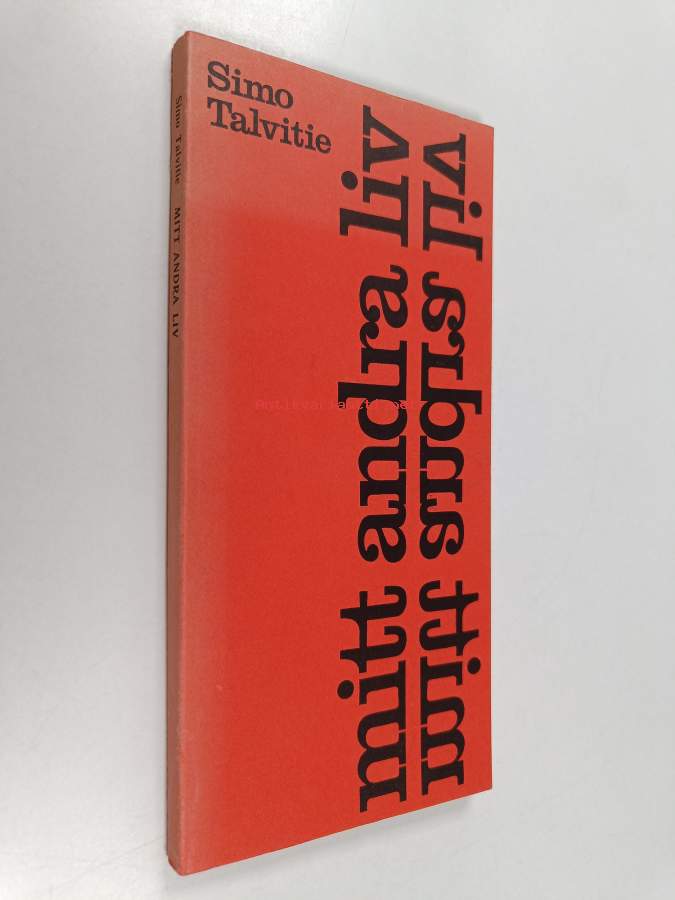 Simo
Talvitie
mitt andra liv
mitt andra liv
Simo Talvitie MITT ANDRA LIV